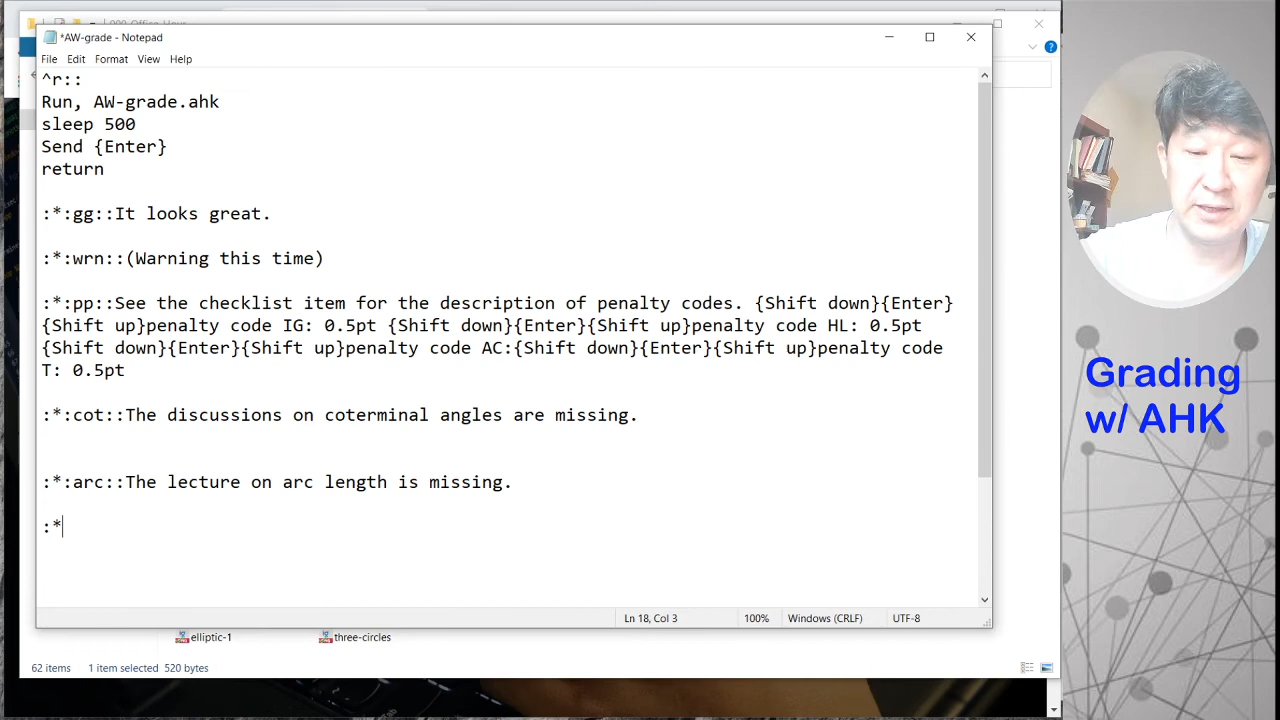 *AW-grade - Notepad
File Edit Format View Help
^r::
Run, AW-grade.ahk
sleep 500
Send {Enter}
return
:*:gg::It looks great.
:*:wrn::(Warning this time)
:*:pp::See the checklist item for the description of penalty codes. {Shift down}{Enter}
{Shift up}penalty code IG: 0.5pt {Shift down}{Enter}{Shift up}penalty code HL: 0.5pt
{Shift down}{Enter}{Shift up}penalty code AC:{Shift down}{Enter}{Shift up}penalty code
T: 0.5pt
:*:cot::The discussions on coterminal angles are missing.
:*:arc::The lecture on arc length is missing.
:*
Ln 18, Col 3 100% Windows (CRLF) UTF-8
elliptic-1 three-circles
62 items 1 item selected 520 bytes
Grading
w/ AHK